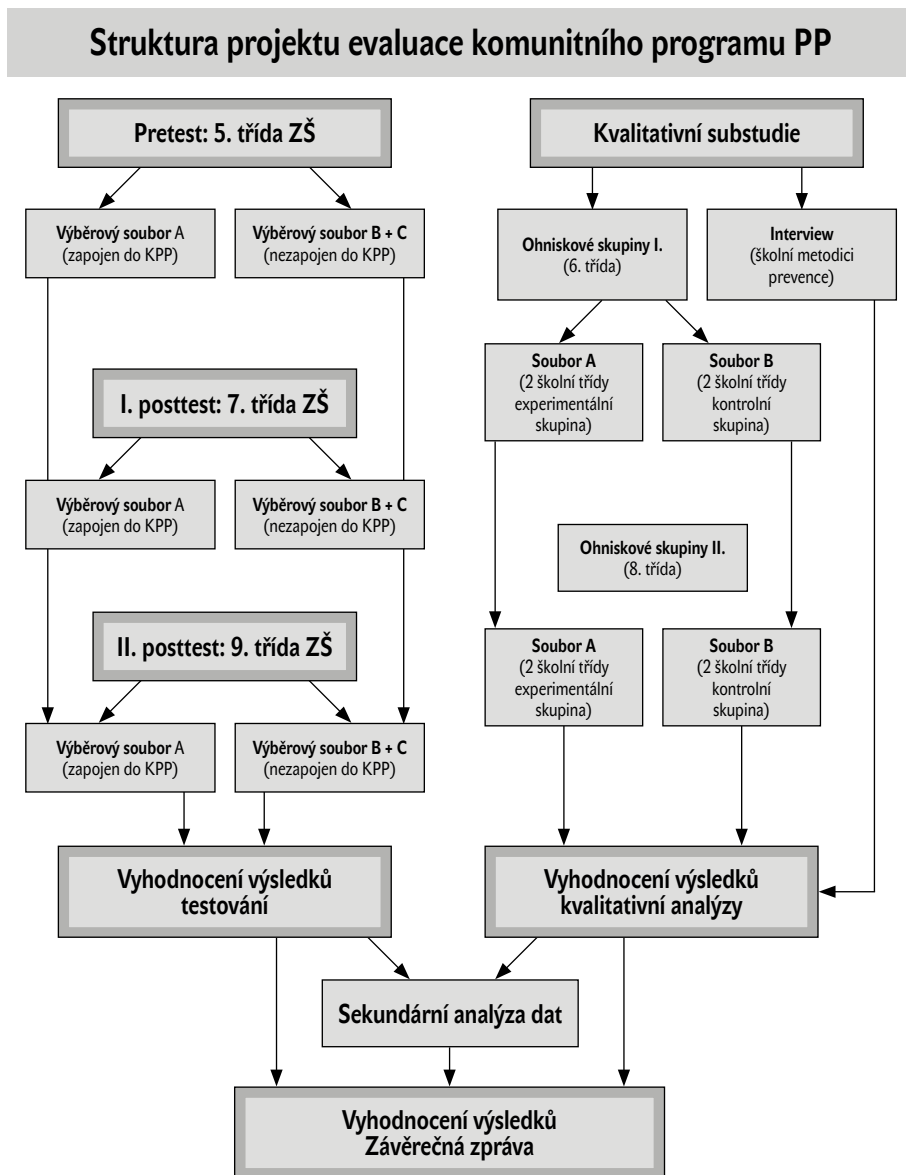 Struktura projektu evaluace komunitního programu PP
Pretest: 5. třída ZŠ
Výběrový soubor A
(zapojen do KPP)
Výběrový soubor B + C
(nezapojen do KPP)
I. posttest: 7. třída ZŠ
Výběrový soubor A
(zapojen do KPP)
Výběrový soubor B + C
(nezapojen do KPP)
II. posttest: 9. třída ZŠ
Výběrový soubor A
(zapojen do KPP)
Výběrový soubor B + C
(nezapojen do KPP)
Vyhodnocení výsledků
testování
Kvalitativní substudie
Ohniskové skupiny I.
(6. třída)
Interview
(školní metodici
prevence)
Soubor A
(2 školní třídy
experimentální
skupina)
Soubor B
(2 školní třídy
kontrolní
skupina)
Ohniskové skupiny II.
(8. třída)
Soubor A
(2 školní třídy
experimentální
skupina)
Soubor B
(2 školní třídy
kontrolní
skupina)
Vyhodnocení výsledků
kvalitativní analýzy
Sekundární analýza dat
Vyhodnocení výsledků
Závěrečná zpráva